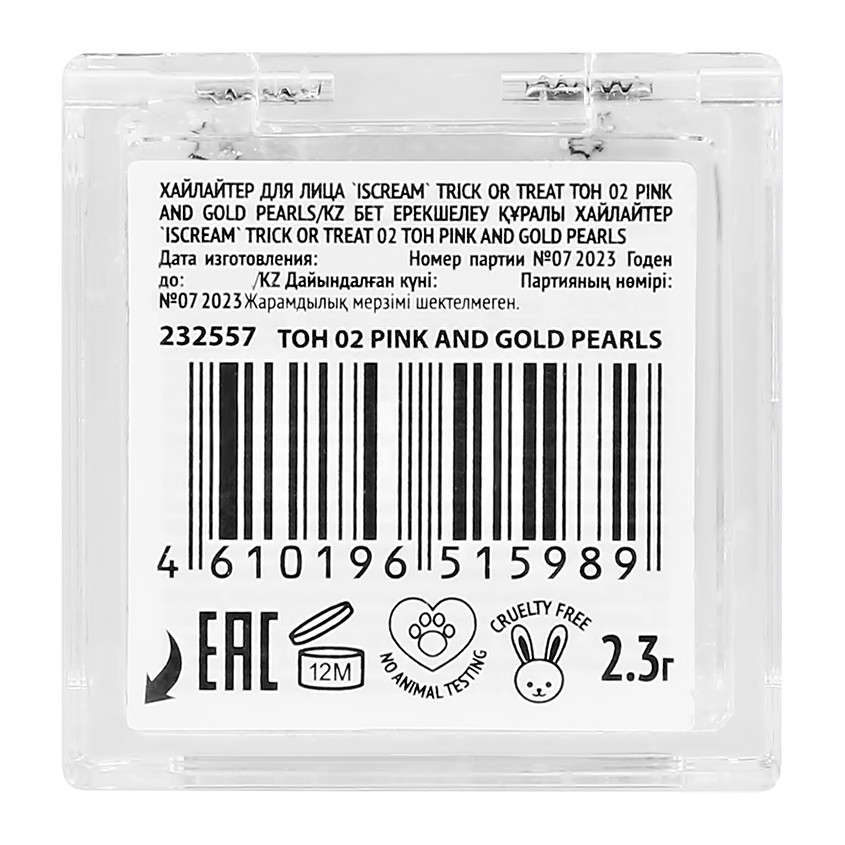 ХАЙЛАЙТЕР ДЛЯ ЛИЦА `ISCREAM` TRICK OR TREAT ТОН 02 PINK
AND GOLD PEARLS/KZ БЕТ ЕРЕКШЕЛЕУ ҚҰРАЛЫ ХАЙЛАЙТЕР
`ISCREAM` TRICK OR TREAT 02 ТОН PINK AND GOLD PEARLS
Дата изготовления: Номер партии №07 2023 Годен
до: /KZ Дайындалған күні: Партияның нөмірі:
№07 2023 Жарамдылық мерзімі шектелмеген.
232557 ТОН 02 PINK AND GOLD PEARLS
4 610196 515989
EAC 12M NO ANIMAL TESTING CRUELTY FREE 2.3г